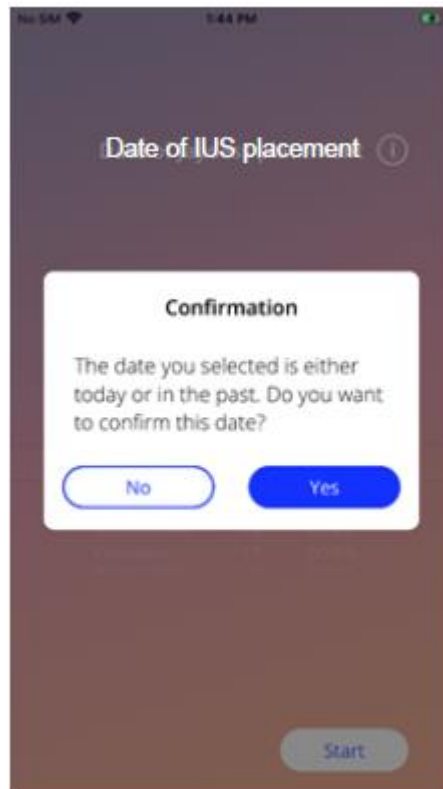 No SIM 1:44 PM
Date of IUS placement
Confirmation
The date you selected is either
today or in the past. Do you want
to confirm this date?
No Yes
Start